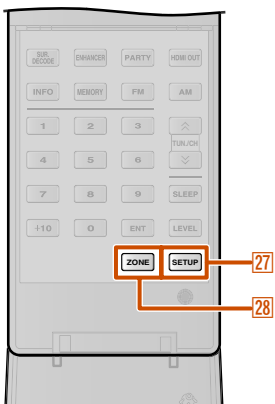 SUR. DECODE ENHANCER PARTY HDMI OUT
INFO MEMORY FM AM
1 2 3
TUN./CH
4 5 6
7 8 9 SLEEP
+10 0 ENT LEVEL
ZONE SETUP 27
28